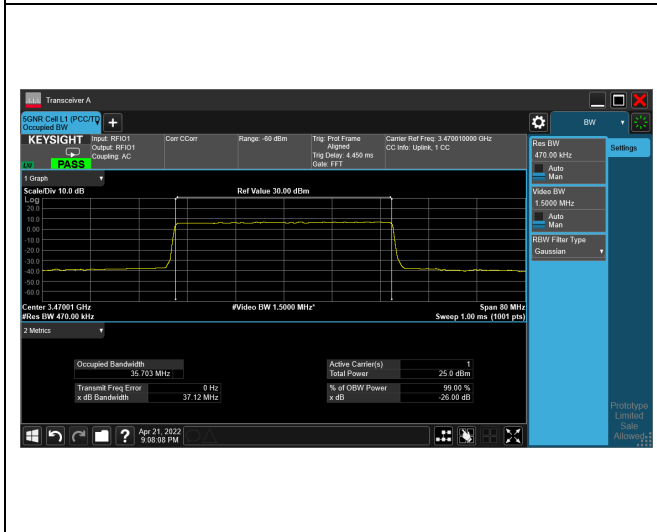 Transceiver A
5GNR Cell L1 (PCC/TD
Occupied BW
BW
KEYSIGHT
LXI
PASS
Input: RFIO1
Output: RFIO1
Coupling: AC
Corr CCorr
Range: -60 dBm
Trig: Prot Frame
Aligned
Trig Delay: 4.450 ms
Gate: FFT
Carrier Ref Freq: 3.470010000 GHz
CC Info: Uplink, 1 CC
1 Graph
Scale/Div 10.0 dB
Ref Value 30.00 dBm
Log
20.0
10.0
0.00
-10.0
-20.0
-30.0
-40.0
-50.0
-60.0
Center 3.47001 GHz
#Video BW 1.5000 MHz*
Span 80 MHz
#Res BW 470.00 kHz
Sweep 1.00 ms (1001 pts)
2 Metrics
Occupied Bandwidth
35.703 MHz
Transmit Freq Error 0 Hz
x dB Bandwidth 37.12 MHz
Active Carrier(s) 1
Total Power 25.0 dBm
% of OBW Power 99.00 %
x dB -26.00 dB
Res BW
470.00 kHz
Auto
Man
Video BW
1.5000 MHz
Auto
Man
RBW Filter Type
Gaussian
Settings
Prototype
Limited
Sale
Allowed
?
Apr 21, 2022
9:08:08 PM